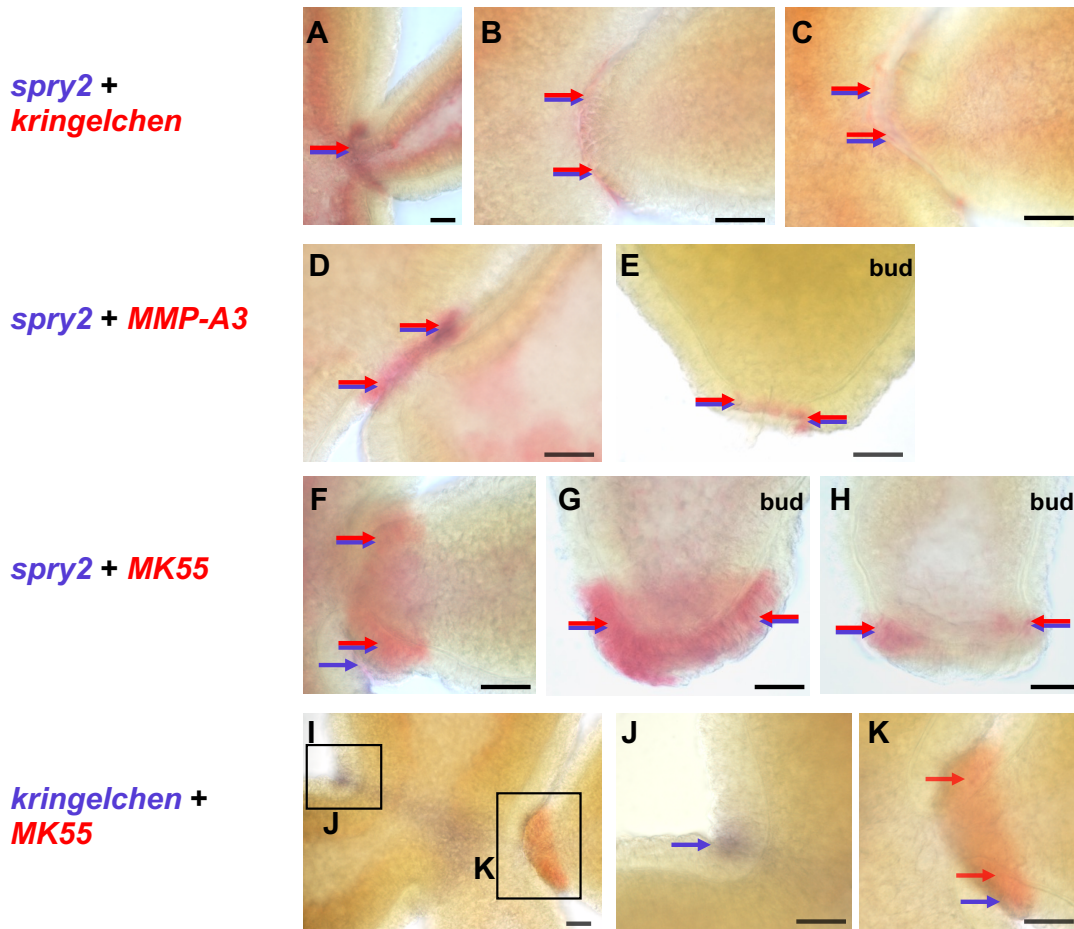 A
B
C
spry2 +
kringelchen
D
E
bud
spry2 + MMP-A3
F
G
bud
H
bud
spry2 + MK55
I
J
K
J
K
kringelchen +
MK55